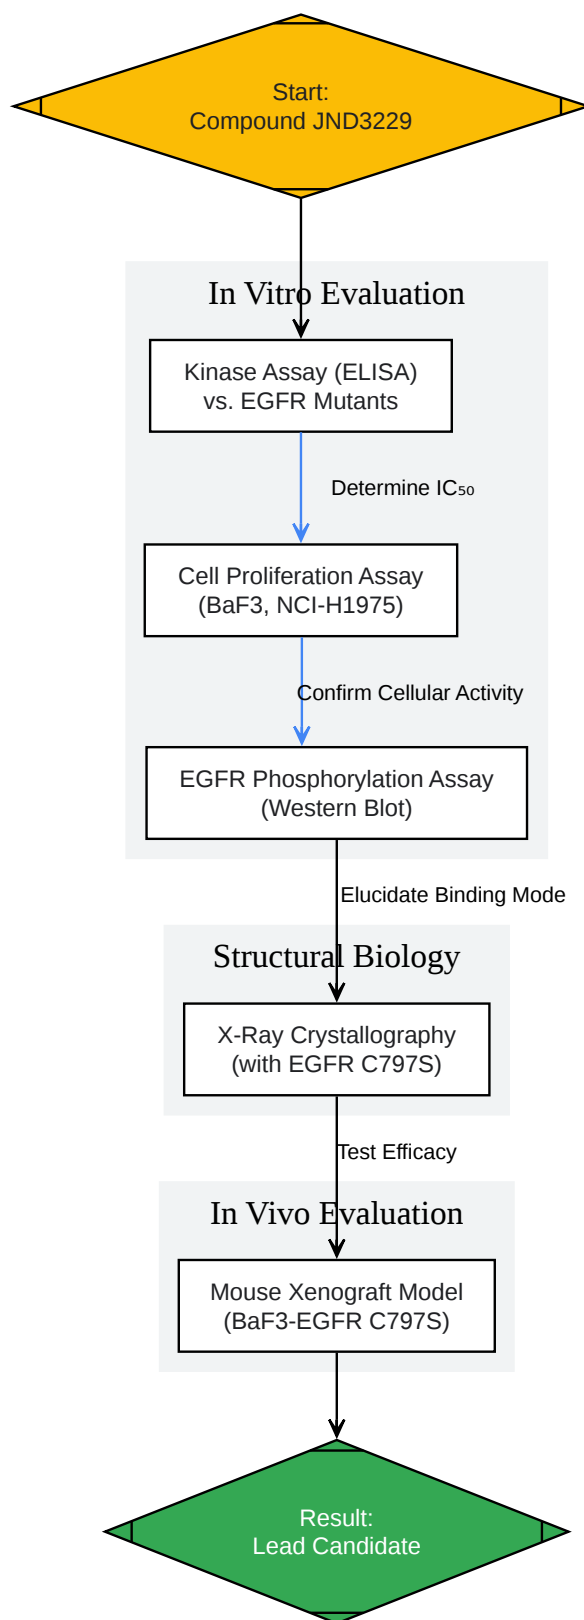 Start:
Compound JND3229
In Vitro Evaluation
Kinase Assay (ELISA)
vs. EGFR Mutants
Determine IC₅₀
Cell Proliferation Assay
(BaF3, NCI-H1975)
Confirm Cellular Activity
EGFR Phosphorylation Assay
(Western Blot)
Elucidate Binding Mode
Structural Biology
X-Ray Crystallography
(with EGFR C797S)
Test Efficacy
In Vivo Evaluation
Mouse Xenograft Model
(BaF3-EGFR C797S)
Result:
Lead Candidate